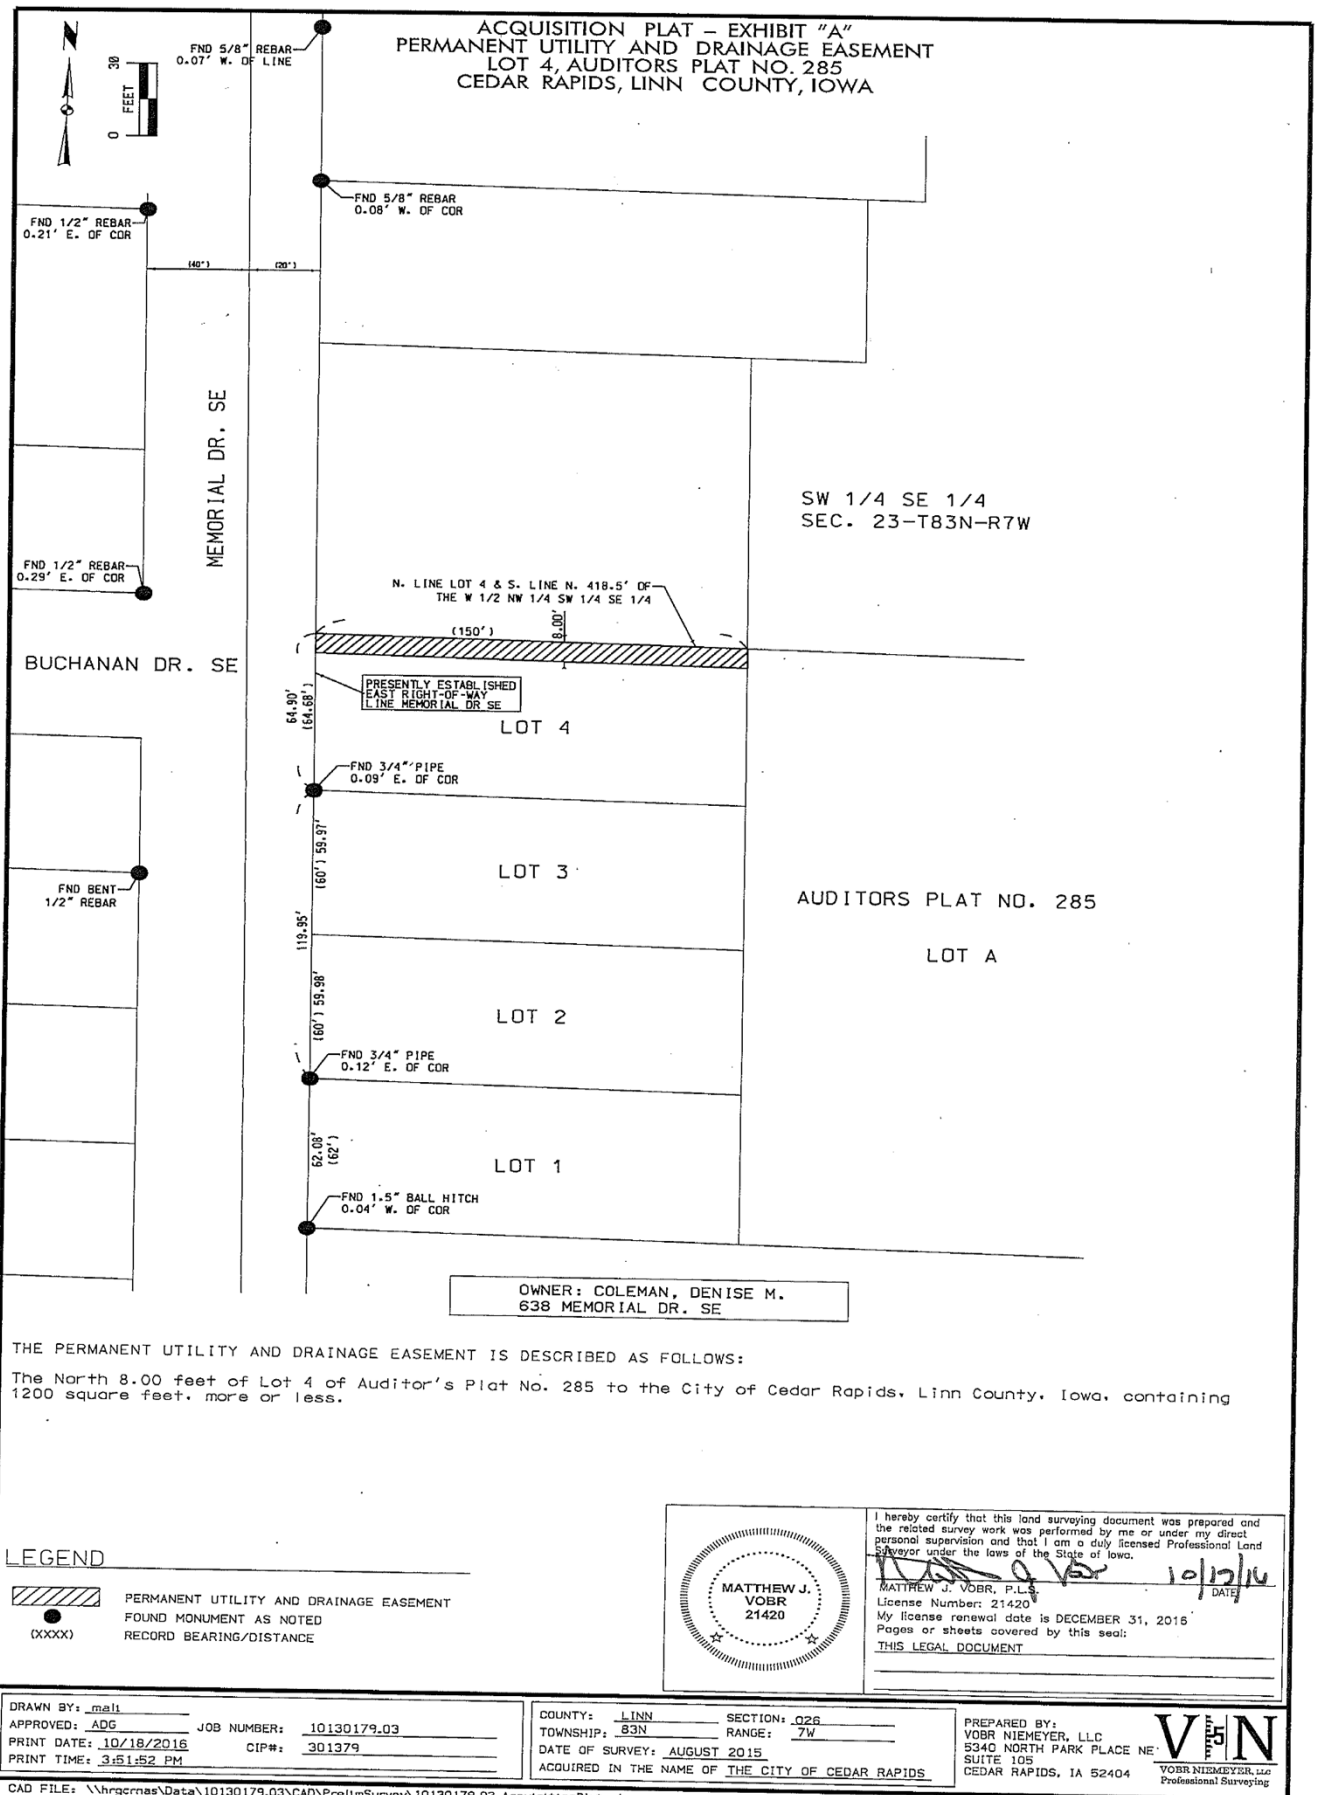 ACQUISITION PLAT – EXHIBIT "A"
PERMANENT UTILITY AND DRAINAGE EASEMENT
LOT 4, AUDITORS PLAT NO. 285
CEDAR RAPIDS, LINN COUNTY, IOWA
N
30
FEET
0
FND 5/8" REBAR
0.07' W. OF LINE
FND 5/8" REBAR
0.08' W. OF COR
FND 1/2" REBAR
0.21' E. OF COR
(40')
(20')
MEMORIAL DR. SE
SW 1/4 SE 1/4
SEC. 23-T83N-R7W
FND 1/2" REBAR
0.29' E. OF COR
N. LINE LOT 4 & S. LINE N. 418.5' OF
THE W 1/2 NW 1/4 SW 1/4 SE 1/4
(150')
8.00'
BUCHANAN DR. SE
PRESENTLY ESTABLISHED
EAST RIGHT-OF-WAY
LINE MEMORIAL DR SE
64.90'
(64.68')
LOT 4
FND 3/4" PIPE
0.09' E. OF COR
(60') 59.97'
LOT 3
FND BENT
1/2" REBAR
AUDITORS PLAT NO. 285
LOT A
119.95'
(60') 59.98'
LOT 2
FND 3/4" PIPE
0.12' E. OF COR
62.08'
(62')
LOT 1
FND 1.5" BALL HITCH
0.04' W. OF COR
OWNER: COLEMAN, DENISE M.
638 MEMORIAL DR. SE
THE PERMANENT UTILITY AND DRAINAGE EASEMENT IS DESCRIBED AS FOLLOWS:
The North 8.00 feet of Lot 4 of Auditor's Plat No. 285 to the City of Cedar Rapids, Linn County, Iowa, containing
1200 square feet, more or less.
LEGEND
PERMANENT UTILITY AND DRAINAGE EASEMENT
FOUND MONUMENT AS NOTED
(XXXX) RECORD BEARING/DISTANCE
MATTHEW J.
VOBR
21420
I hereby certify that this land surveying document was prepared and
the related survey work was performed by me or under my direct
personal supervision and that I am a duly licensed Professional Land
Surveyor under the laws of the State of Iowa.
MATTHEW J. VOBR, P.L.S.
DATE
License Number: 21420
My license renewal date is DECEMBER 31, 2016
Pages or sheets covered by this seal:
THIS LEGAL DOCUMENT
DRAWN BY: mali
APPROVED: ADG JOB NUMBER: 10130179.03
PRINT DATE: 10/18/2016 CIP#: 301379
PRINT TIME: 3:51:52 PM
COUNTY: LINN SECTION: 026
TOWNSHIP: 83N RANGE: 7W
DATE OF SURVEY: AUGUST 2015
ACQUIRED IN THE NAME OF THE CITY OF CEDAR RAPIDS
PREPARED BY:
VOBR NIEMEYER, LLC
5340 NORTH PARK PLACE NE
SUITE 105
CEDAR RAPIDS, IA 52404
V N
VOBR NIEMEYER, LLC
Professional Surveying